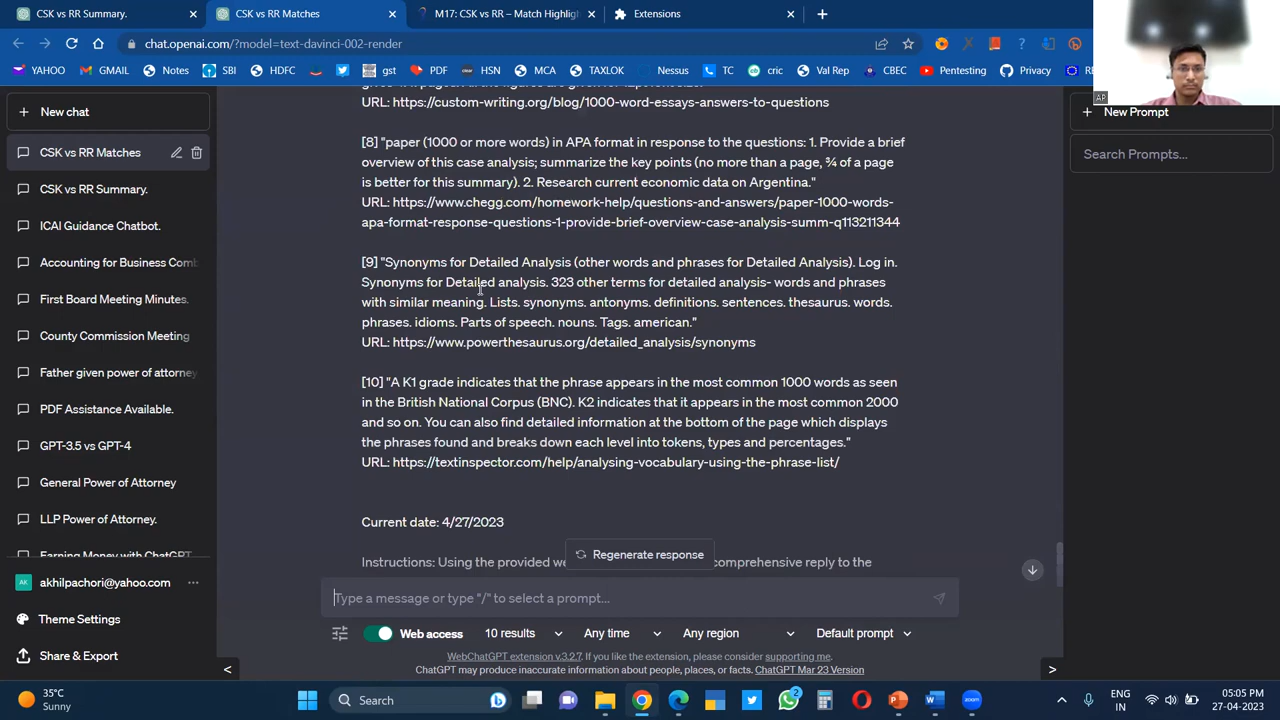 CSK vs RR Summary.
CSK vs RR Matches
M17: CSK vs RR – Match Highligh
Extensions
chat.openai.com/?model=text-davinci-002-render
YAHOO
GMAIL
Notes
SBI
HDFC
gst
PDF
HSN
MCA
TAXLOK
Nessus
TC
cric
Val Rep
CBEC
Pentesting
Privacy
AP
New chat
CSK vs RR Matches
CSK vs RR Summary.
ICAI Guidance Chatbot.
Accounting for Business Comb
First Board Meeting Minutes.
County Commission Meeting
Father given power of attorney
PDF Assistance Available.
GPT-3.5 vs GPT-4
General Power of Attorney
LLP Power of Attorney.
Earning Money with ChatGPT
akhilpachori@yahoo.com
Theme Settings
Share & Export
URL: https://custom-writing.org/blog/1000-word-essays-answers-to-questions
[8] "paper (1000 or more words) in APA format in response to the questions: 1. Provide a brief
overview of this case analysis; summarize the key points (no more than a page, ¾ of a page
is better for this summary). 2. Research current economic data on Argentina."
URL: https://www.chegg.com/homework-help/questions-and-answers/paper-1000-words-
apa-format-response-questions-1-provide-brief-overview-case-analysis-summ-q113211344
[9] "Synonyms for Detailed Analysis (other words and phrases for Detailed Analysis). Log in.
Synonyms for Detailed analysis. 323 other terms for detailed analysis- words and phrases
with similar meaning. Lists. synonyms. antonyms. definitions. sentences. thesaurus. words.
phrases. idioms. Parts of speech. nouns. Tags. american."
URL: https://www.powerthesaurus.org/detailed_analysis/synonyms
[10] "A K1 grade indicates that the phrase appears in the most common 1000 words as seen
in the British National Corpus (BNC). K2 indicates that it appears in the most common 2000
and so on. You can also find detailed information at the bottom of the page which displays
the phrases found and breaks down each level into tokens, types and percentages."
URL: https://textinspector.com/help/analysing-vocabulary-using-the-phrase-list/
Current date: 4/27/2023
Instructions: Using the provided we comprehensive reply to the
Regenerate response
Type a message or type "/" to select a prompt...
Web access
10 results
Any time
Any region
Default prompt
WebChatGPT extension v.3.2.7. If you like the extension, please consider supporting me.
ChatGPT may produce inaccurate information about people, places, or facts. ChatGPT Mar 23 Version
<
>
New Prompt
Search Prompts...
35°C
Sunny
Search
2
zoom
ENG
IN
05:05 PM
27-04-2023